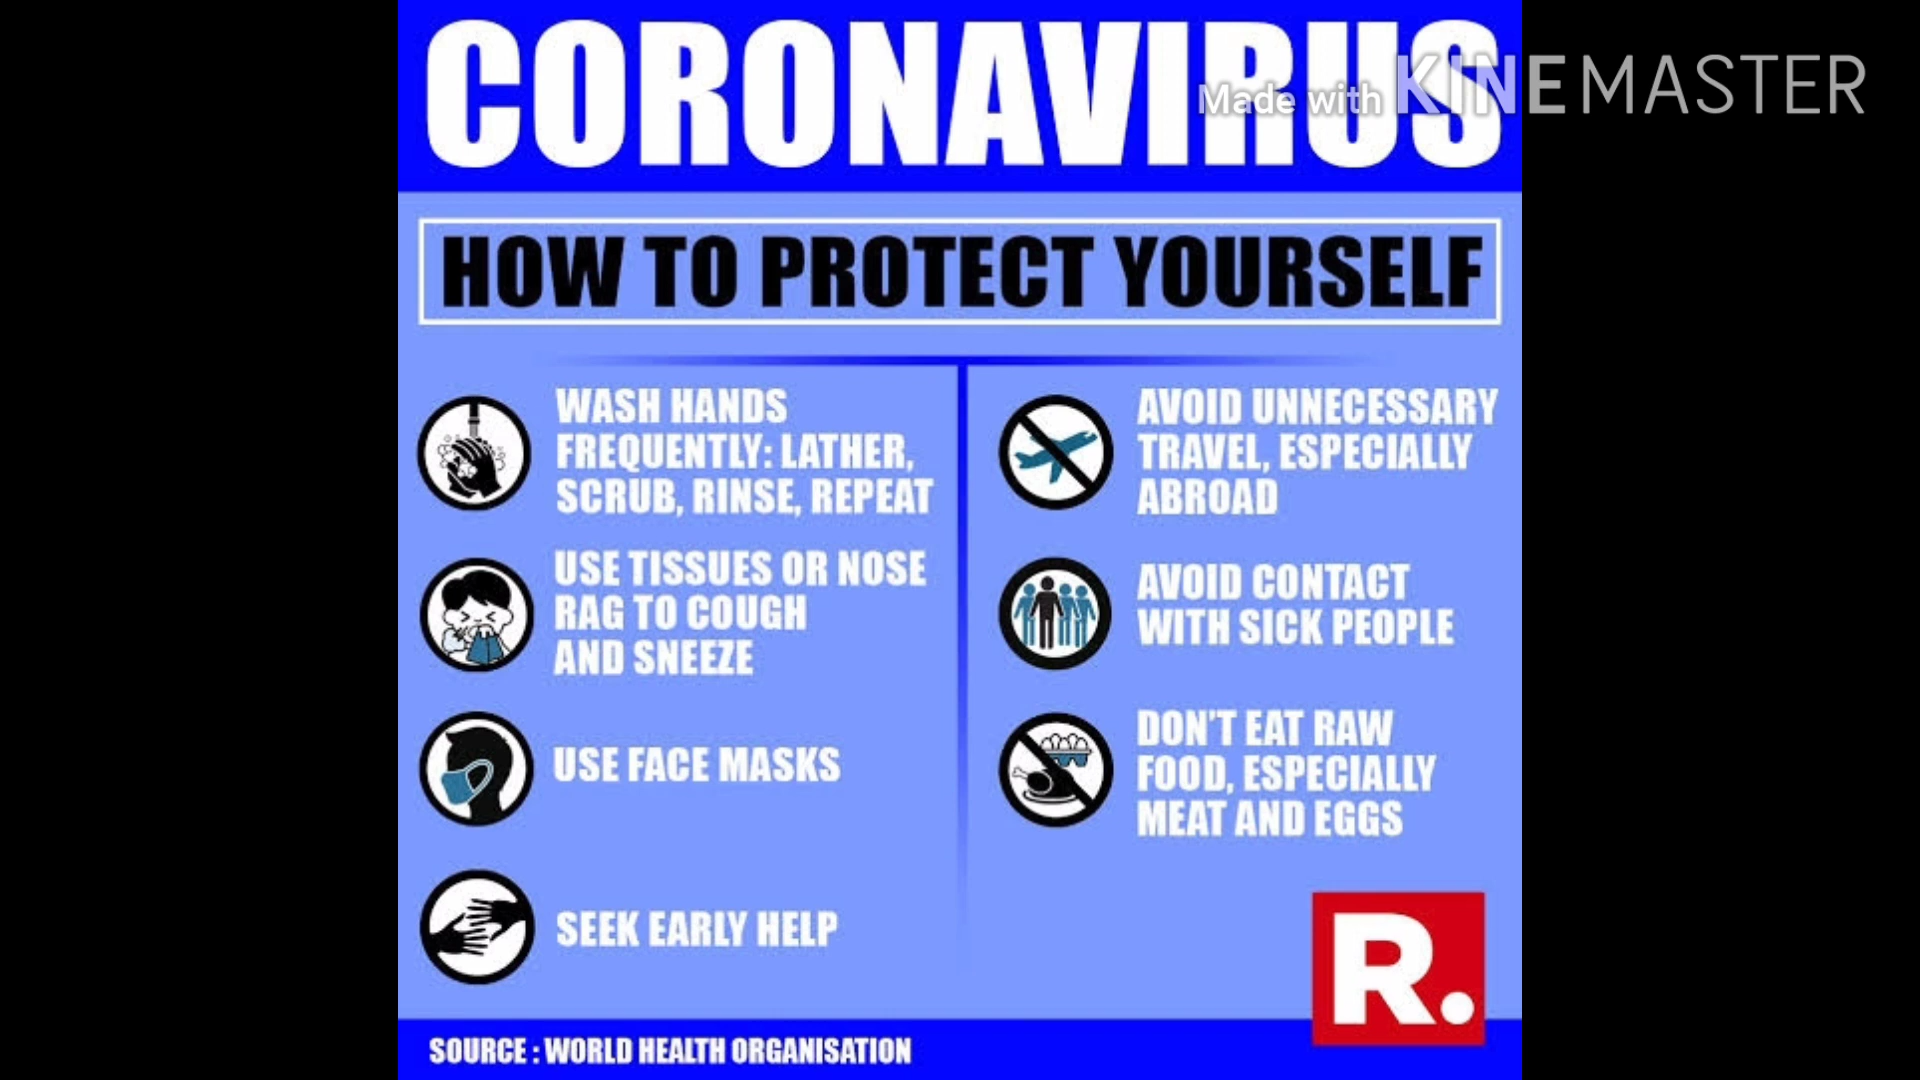 CORONAVIRUS
Made with KINEMASTER
HOW TO PROTECT YOURSELF
WASH HANDS
FREQUENTLY: LATHER,
SCRUB, RINSE, REPEAT
USE TISSUES OR NOSE
RAG TO COUGH
AND SNEEZE
USE FACE MASKS
SEEK EARLY HELP
AVOID UNNECESSARY
TRAVEL, ESPECIALLY
ABROAD
AVOID CONTACT
WITH SICK PEOPLE
DON'T EAT RAW
FOOD, ESPECIALLY
MEAT AND EGGS
R.
SOURCE : WORLD HEALTH ORGANISATION